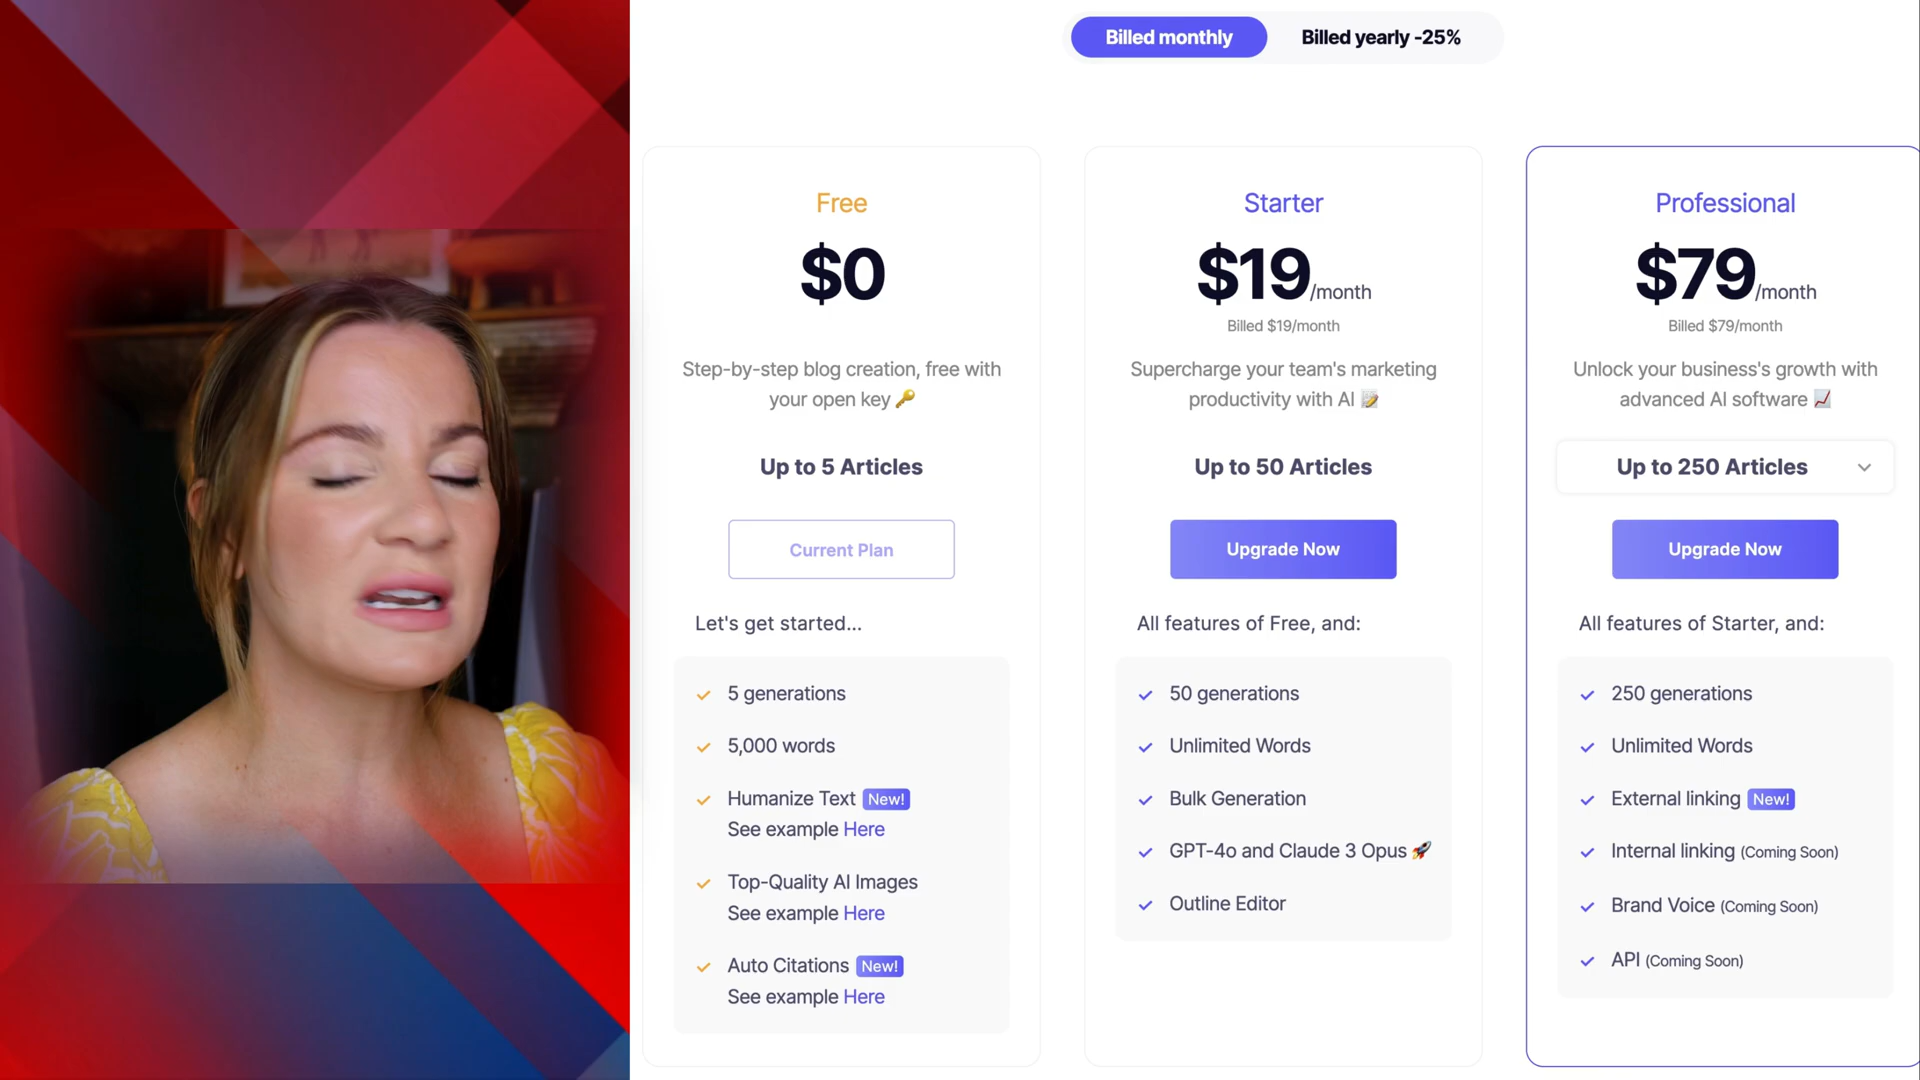 Billed monthly
Billed yearly -25%
Free
$0
Step-by-step blog creation, free with
your open key 🔑
Up to 5 Articles
Current Plan
Let's get started...
5 generations
5,000 words
Humanize Text New!
See example Here
Top-Quality AI Images
See example Here
Auto Citations New!
See example Here
Starter
$19/month
Billed $19/month
Supercharge your team's marketing
productivity with AI 📝
Up to 50 Articles
Upgrade Now
All features of Free, and:
50 generations
Unlimited Words
Bulk Generation
GPT-4o and Claude 3 Opus 🚀
Outline Editor
Professional
$79/month
Billed $79/month
Unlock your business's growth with
advanced AI software 📈
Up to 250 Articles
Upgrade Now
All features of Starter, and:
250 generations
Unlimited Words
External linking New!
Internal linking (Coming Soon)
Brand Voice (Coming Soon)
API (Coming Soon)